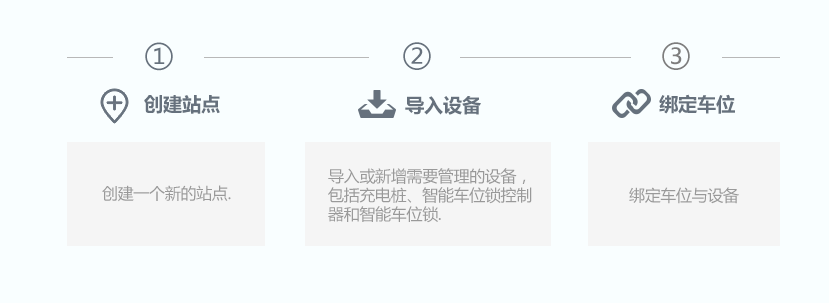 ①
②
③
创建站点
导入设备
绑定车位
创建一个新的站点.
导入或新增需要管理的设备，
包括充电桩、智能车位锁控制
器和智能车位锁.
绑定车位与设备